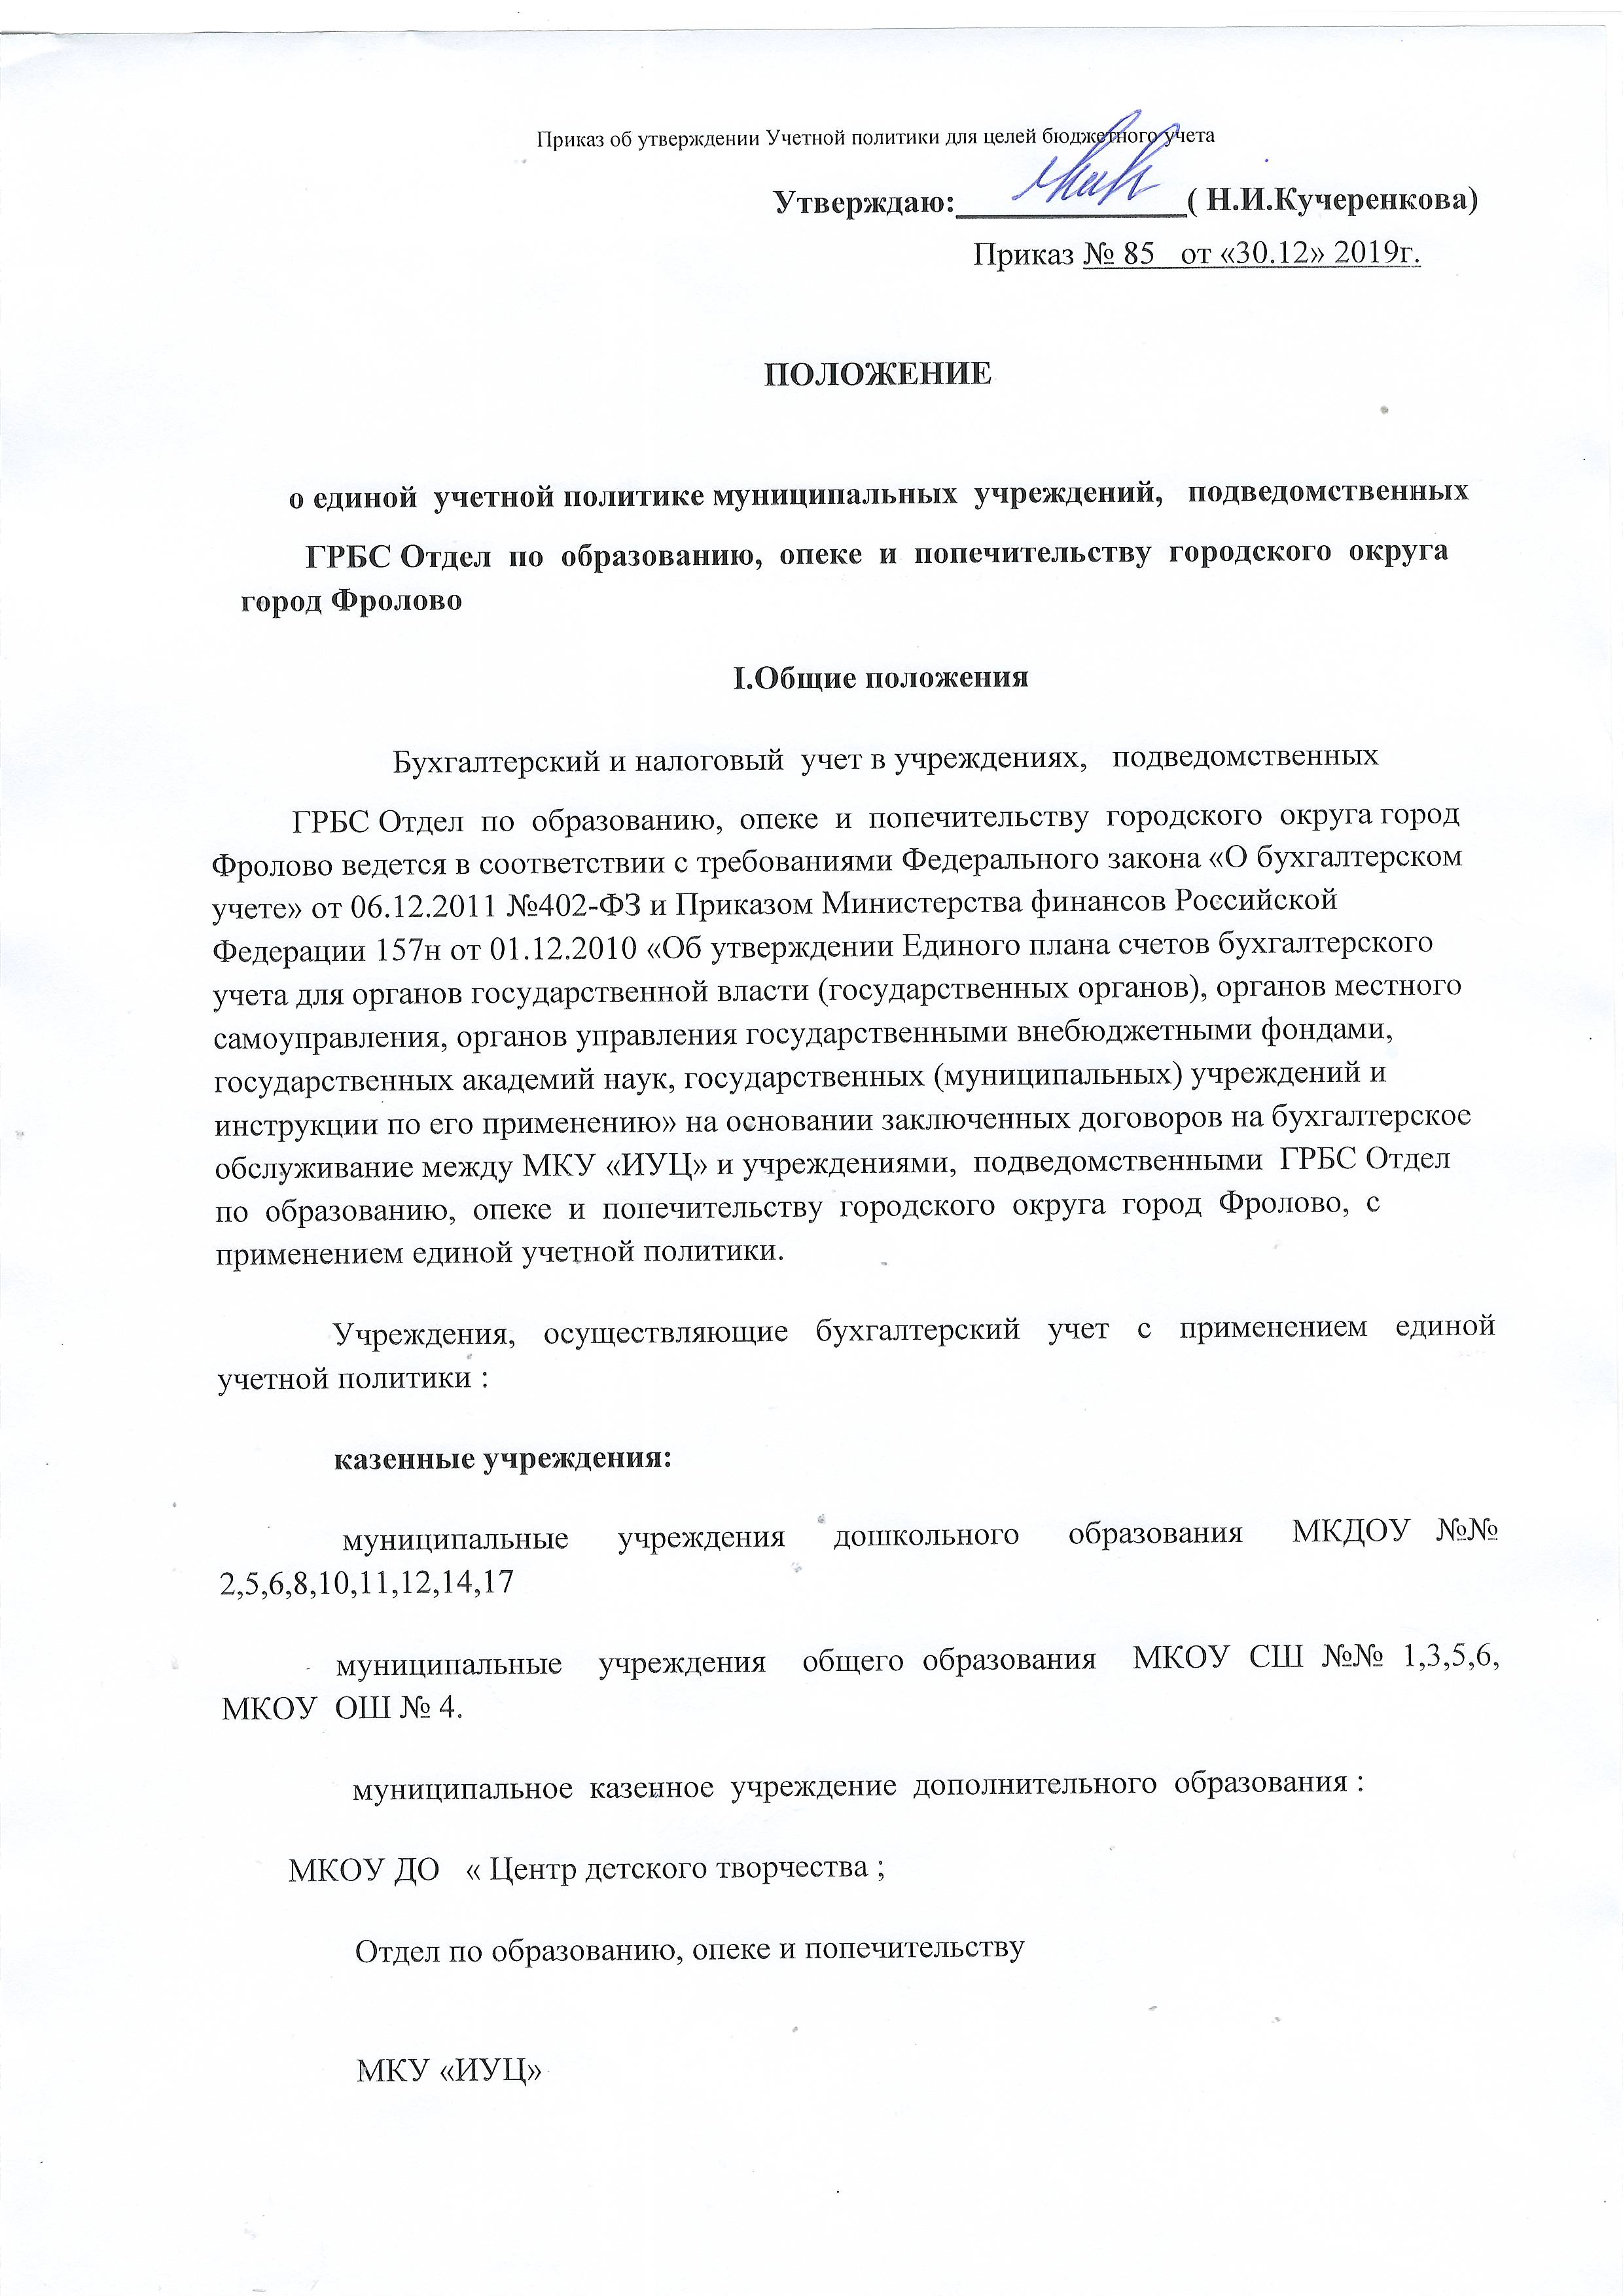 Приказ об утверждении Учетной политики для целей бюджетного учета
Утверждаю:______________( Н.И.Кучеренкова)
Приказ № 85 от «30.12» 2019г.
ПОЛОЖЕНИЕ
о единой учетной политике муниципальных учреждений, подведомственных
ГРБС Отдел по образованию, опеке и попечительству городского округа
город Фролово
I.Общие положения
Бухгалтерский и налоговый учет в учреждениях, подведомственных
ГРБС Отдел по образованию, опеке и попечительству городского округа город
Фролово ведется в соответствии с требованиями Федерального закона «О бухгалтерском
учете» от 06.12.2011 №402-ФЗ и Приказом Министерства финансов Российской
Федерации 157н от 01.12.2010 «Об утверждении Единого плана счетов бухгалтерского
учета для органов государственной власти (государственных органов), органов местного
самоуправления, органов управления государственными внебюджетными фондами,
государственных академий наук, государственных (муниципальных) учреждений и
инструкции по его применению» на основании заключенных договоров на бухгалтерское
обслуживание между МКУ «ИУЦ» и учреждениями, подведомственными ГРБС Отдел
по образованию, опеке и попечительству городского округа город Фролово, с
применением единой учетной политики.
Учреждения, осуществляющие бухгалтерский учет с применением единой
учетной политики :
казенные учреждения:
муниципальные учреждения дошкольного образования МКДОУ №№
2,5,6,8,10,11,12,14,17
муниципальные учреждения общего образования МКОУ СШ №№ 1,3,5,6,
МКОУ ОШ № 4.
муниципальное казенное учреждение дополнительного образования :
МКОУ ДО « Центр детского творчества ;
Отдел по образованию, опеке и попечительству
МКУ «ИУЦ»